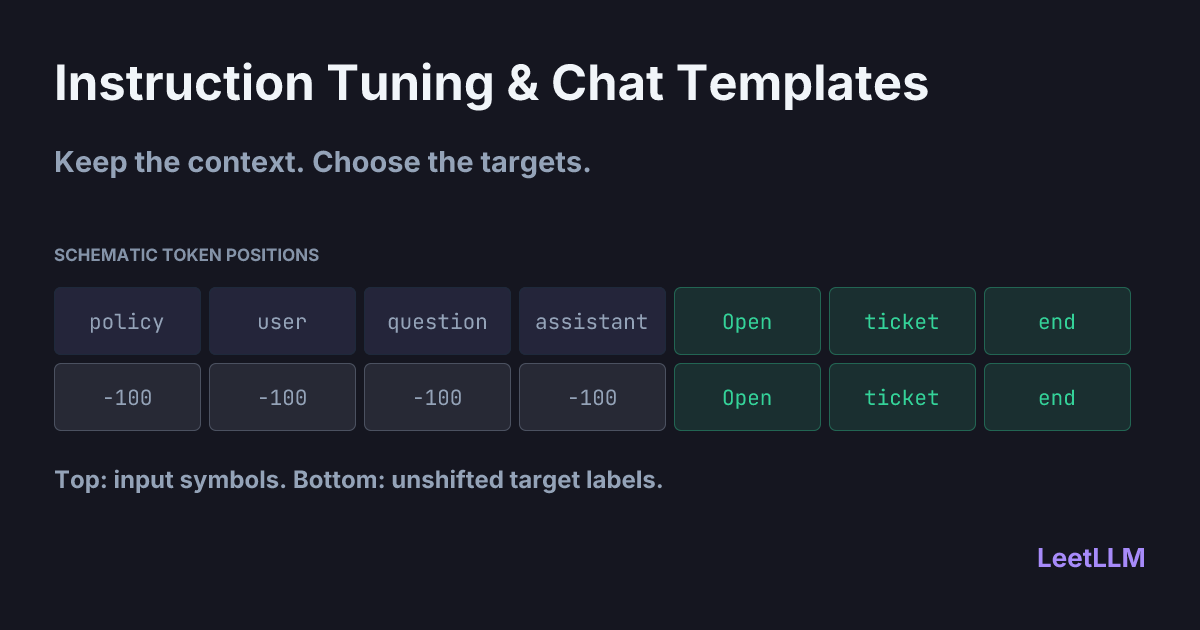 Instruction Tuning & Chat Templates
Keep the context. Choose the targets.
SCHEMATIC TOKEN POSITIONS
policy user question assistant Open ticket end
-100 -100 -100 -100 Open ticket end
Top: input symbols. Bottom: unshifted target labels.
LeetLLM